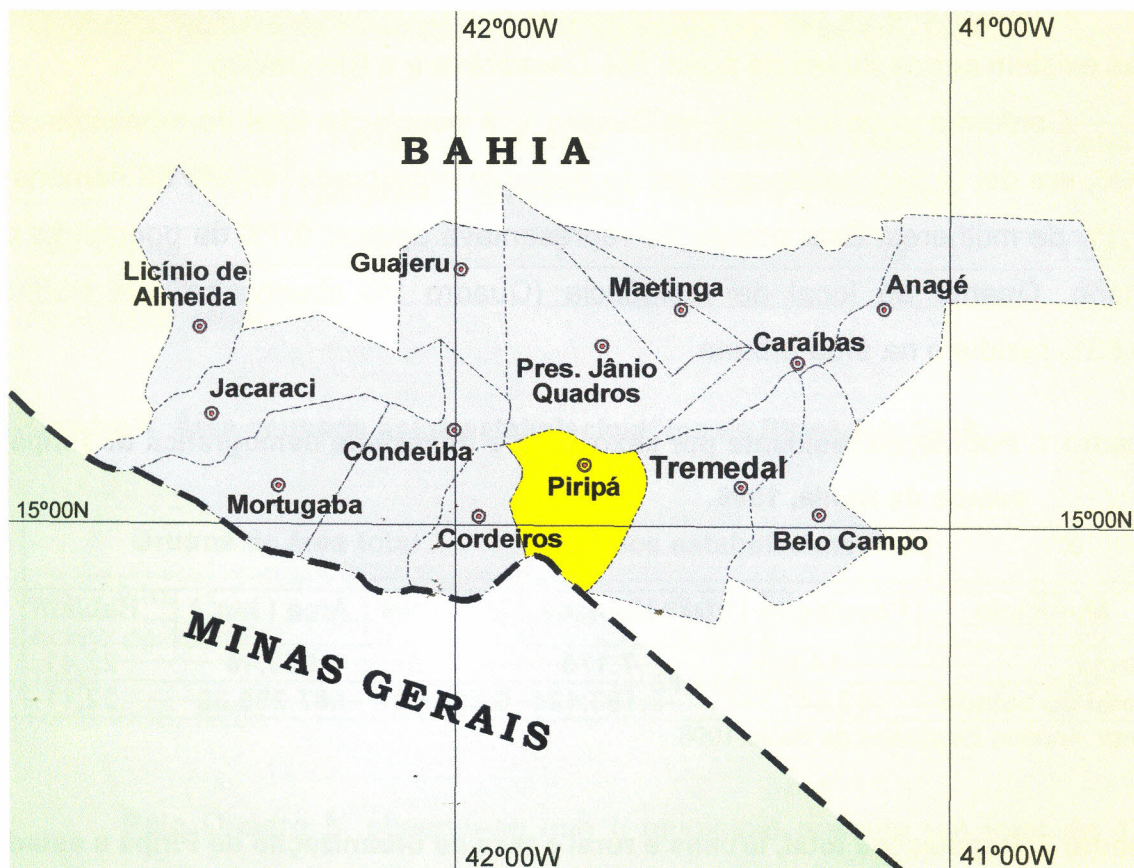 42º00W
41º00W
BAHIA
Licínio de
Almeida
Guajeru
Maetinga
Anagé
Caraíbas
Pres. Jânio
Quadros
Jacaraci
Condeúba
Tremedal
Piripá
Mortugaba
15º00N
15º00N
Cordeiros
Belo Campo
MINAS GERAIS
42º00W
41º00W